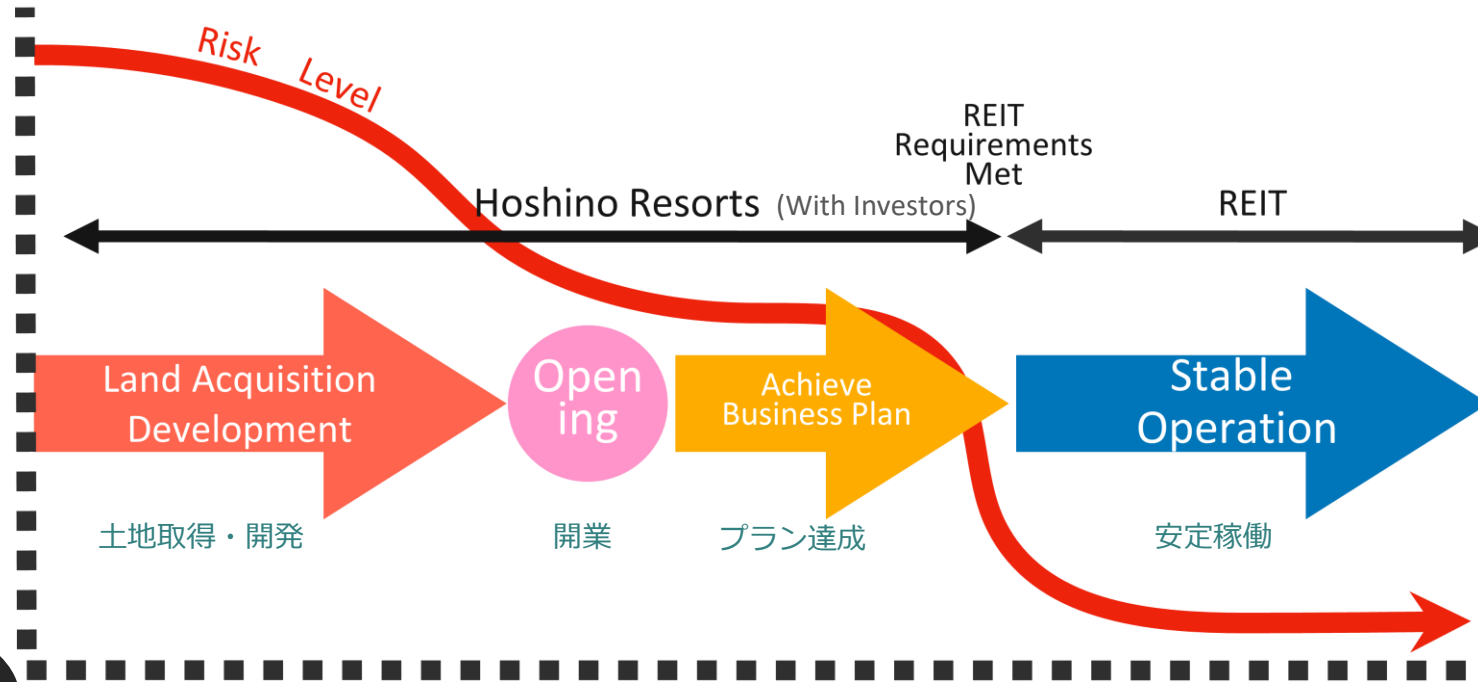 Risk Level
REIT
Requirements
Met
Hoshino Resorts (With Investors)
REIT
Land Acquisition
Development
Open
ing
Achieve
Business Plan
Stable
Operation
土地取得・開発
開業
プラン達成
安定稼働